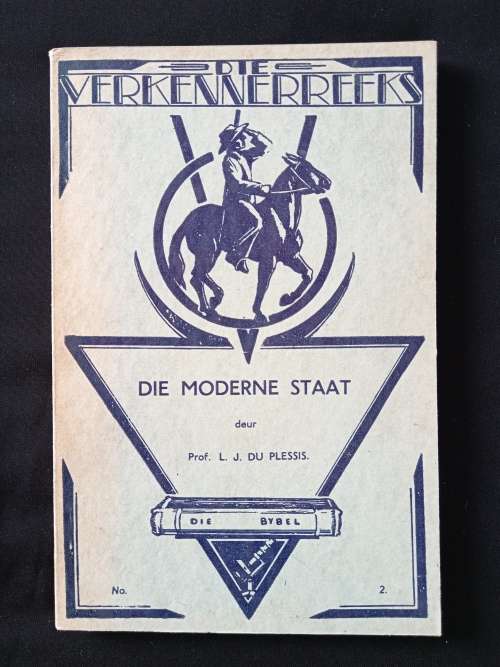 DIE
VERKENNERREEKS
DIE MODERNE STAAT
deur
Prof. L. J. DU PLESSIS.
DIE BYBEL
No. 2.